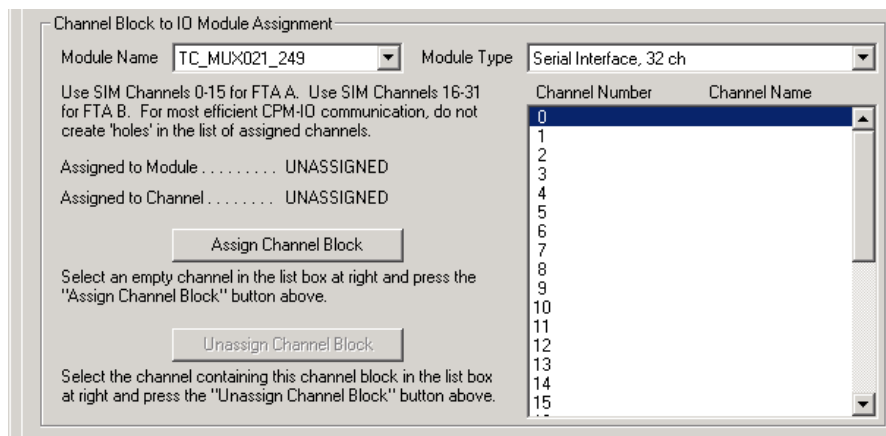 Channel Block to IO Module Assignment
Module Name TC_MUX021_249 Module Type Serial Interface, 32 ch
Use SIM Channels 0-15 for FTA A. Use SIM Channels 16-31
for FTA B. For most efficient CPM-IO communication, do not
create 'holes' in the list of assigned channels.
Assigned to Module . . . . . . . . . UNASSIGNED
Assigned to Channel . . . . . . . . UNASSIGNED
Assign Channel Block
Select an empty channel in the list box at right and press the
"Assign Channel Block" button above.
Unassign Channel Block
Select the channel containing this channel block in the list box
at right and press the "Unassign Channel Block" button above.
Channel Number Channel Name
0
1
2
3
4
5
6
7
8
9
10
11
12
13
14
15